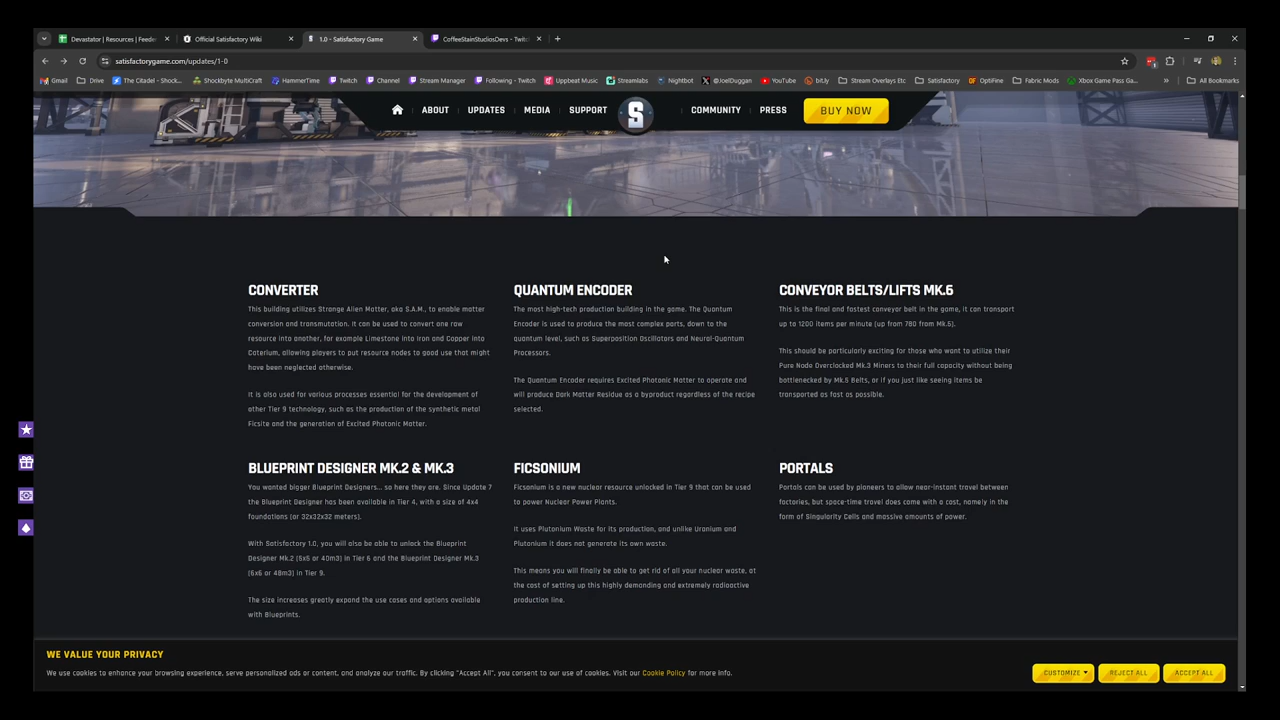 Devastator | Resources | Feede
Official Satisfactory Wiki
1.0 - Satisfactory Game
CoffeeStainStudiosDevs - Twitc
satisfactorygame.com/updates/1-0
Gmail
Drive
The Citadel - Shock...
Shockbyte MultiCraft
HammerTime
Twitch
Channel
Stream Manager
Following - Twitch
Uppbeat Music
Streamlabs
Nightbot
@JoelDuggan
YouTube
bit.ly
Stream Overlays Etc
Satisfactory
OptiFine
Fabric Mods
Xbox Game Pass Ga...
All Bookmarks
ABOUT
UPDATES
MEDIA
SUPPORT
S
COMMUNITY
PRESS
BUY NOW
CONVERTER
This building utilizes Strange Alien Matter, aka S.A.M., to enable matter
conversion and transmutation. It can be used to convert one raw
resource into another, for example Limestone into Iron and Copper into
Caterium, allowing players to put resource nodes to good use that might
have been neglected otherwise.
It is also used for various processes essential for the development of
other Tier 9 technology, such as the production of the synthetic metal
Ficsite and the generation of Excited Photonic Matter.
QUANTUM ENCODER
The most high-tech production building in the game. The Quantum
Encoder is used to produce the most complex parts, down to the
quantum level, such as Superposition Oscillators and Neural-Quantum
Processors.
The Quantum Encoder requires Excited Photonic Matter to operate and
will produce Dark Matter Residue as a byproduct regardless of the recipe
selected.
CONVEYOR BELTS/LIFTS MK.6
This is the final and fastest conveyor belt in the game, it can transport
up to 1200 items per minute (up from 780 from Mk.5).
This should be particularly exciting for those who want to utilize their
Pure Node Overclocked Mk.3 Miners to their full capacity without being
bottlenecked by Mk.5 Belts, or if you just like seeing items be
transported as fast as possible.
BLUEPRINT DESIGNER MK.2 & MK.3
You wanted bigger Blueprint Designers... so here they are. Since Update 7
the Blueprint Designer has been available in Tier 4, with a size of 4x4
foundations (or 32x32x32 meters).
With Satisfactory 1.0, you will also be able to unlock the Blueprint
Designer Mk.2 (5x5 or 40m3) in Tier 6 and the Blueprint Designer Mk.3
(6x6 or 48m3) in Tier 9.
The size increases greatly expand the use cases and options available
with Blueprints.
FICSONIUM
Ficsonium is a new nuclear resource unlocked in Tier 9 that can be used
to power Nuclear Power Plants.
It uses Plutonium Waste for its production, and unlike Uranium and
Plutonium it does not generate its own waste.
This means you will finally be able to get rid of all your nuclear waste, at
the cost of setting up this highly demanding and extremely radioactive
production line.
PORTALS
Portals can be used by pioneers to allow near-instant travel between
factories, but space-time travel does come with a cost, namely in the
form of Singularity Cells and massive amounts of power.
WE VALUE YOUR PRIVACY
We use cookies to enhance your browsing experience, serve personalized ads or content, and analyze our traffic. By clicking "Accept All", you consent to our use of cookies. Visit our Cookie Policy for more info.
CUSTOMIZE
REJECT ALL
ACCEPT ALL